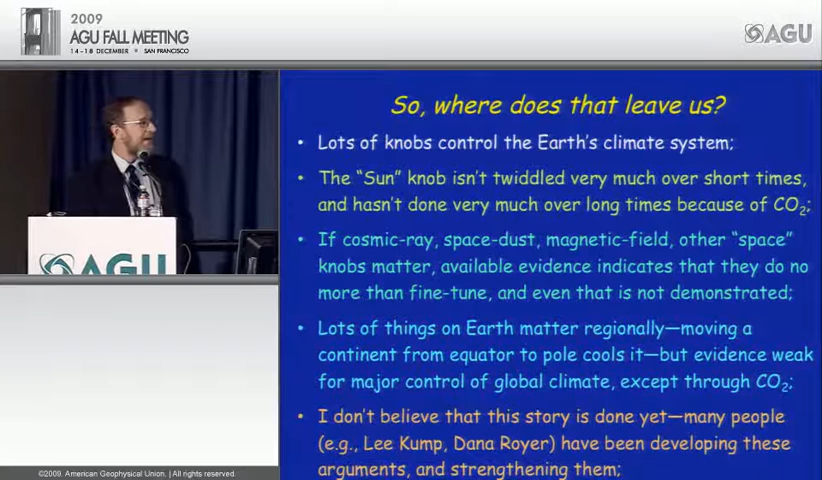 2009
AGU FALL MEETING
14-18 DECEMBER • SAN FRANCISCO
AGU
So, where does that leave us?
• Lots of knobs control the Earth's climate system;
• The “Sun” knob isn't twiddled very much over short times,
and hasn't done very much over long times because of CO₂;
• If cosmic-ray, space-dust, magnetic-field, other “space”
knobs matter, available evidence indicates that they do no
more than fine-tune, and even that is not demonstrated;
• Lots of things on Earth matter regionally—moving a
continent from equator to pole cools it—but evidence weak
for major control of global climate, except through CO₂;
• I don't believe that this story is done yet—many people
(e.g., Lee Kump, Dana Royer) have been developing these
arguments, and strengthening them;
AGU
©2009. American Geophysical Union. | All rights reserved.